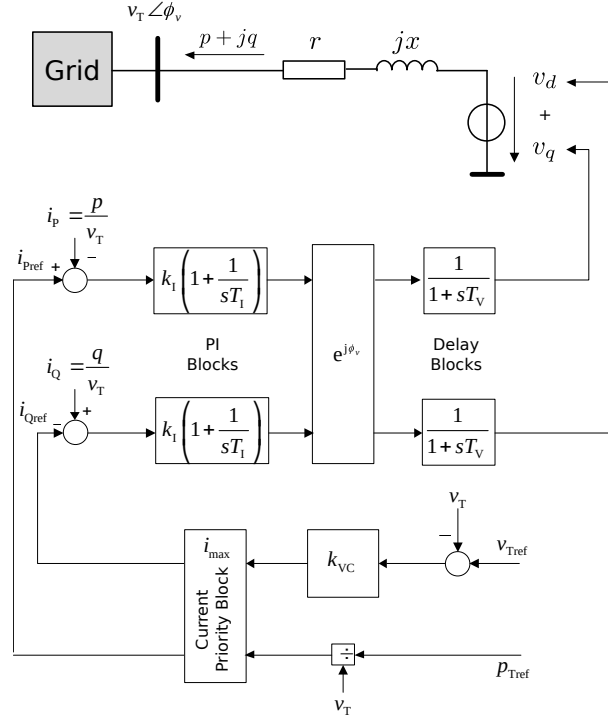 v_T∠ϕ_v
Grid
p + jq
r
jx
v_d
+
v_q
i_P = p/v_T
i_Pref + −
k_I(1 + 1/sT_I)
1/(1 + sT_V)
PI
Blocks
e^jϕ_v
Delay
Blocks
i_Q = q/v_T
i_Qref − +
k_I(1 + 1/sT_I)
1/(1 + sT_V)
v_T
−
v_Tref
i_max
k_VC
Current
Priority Block
÷
p_Tref
v_T